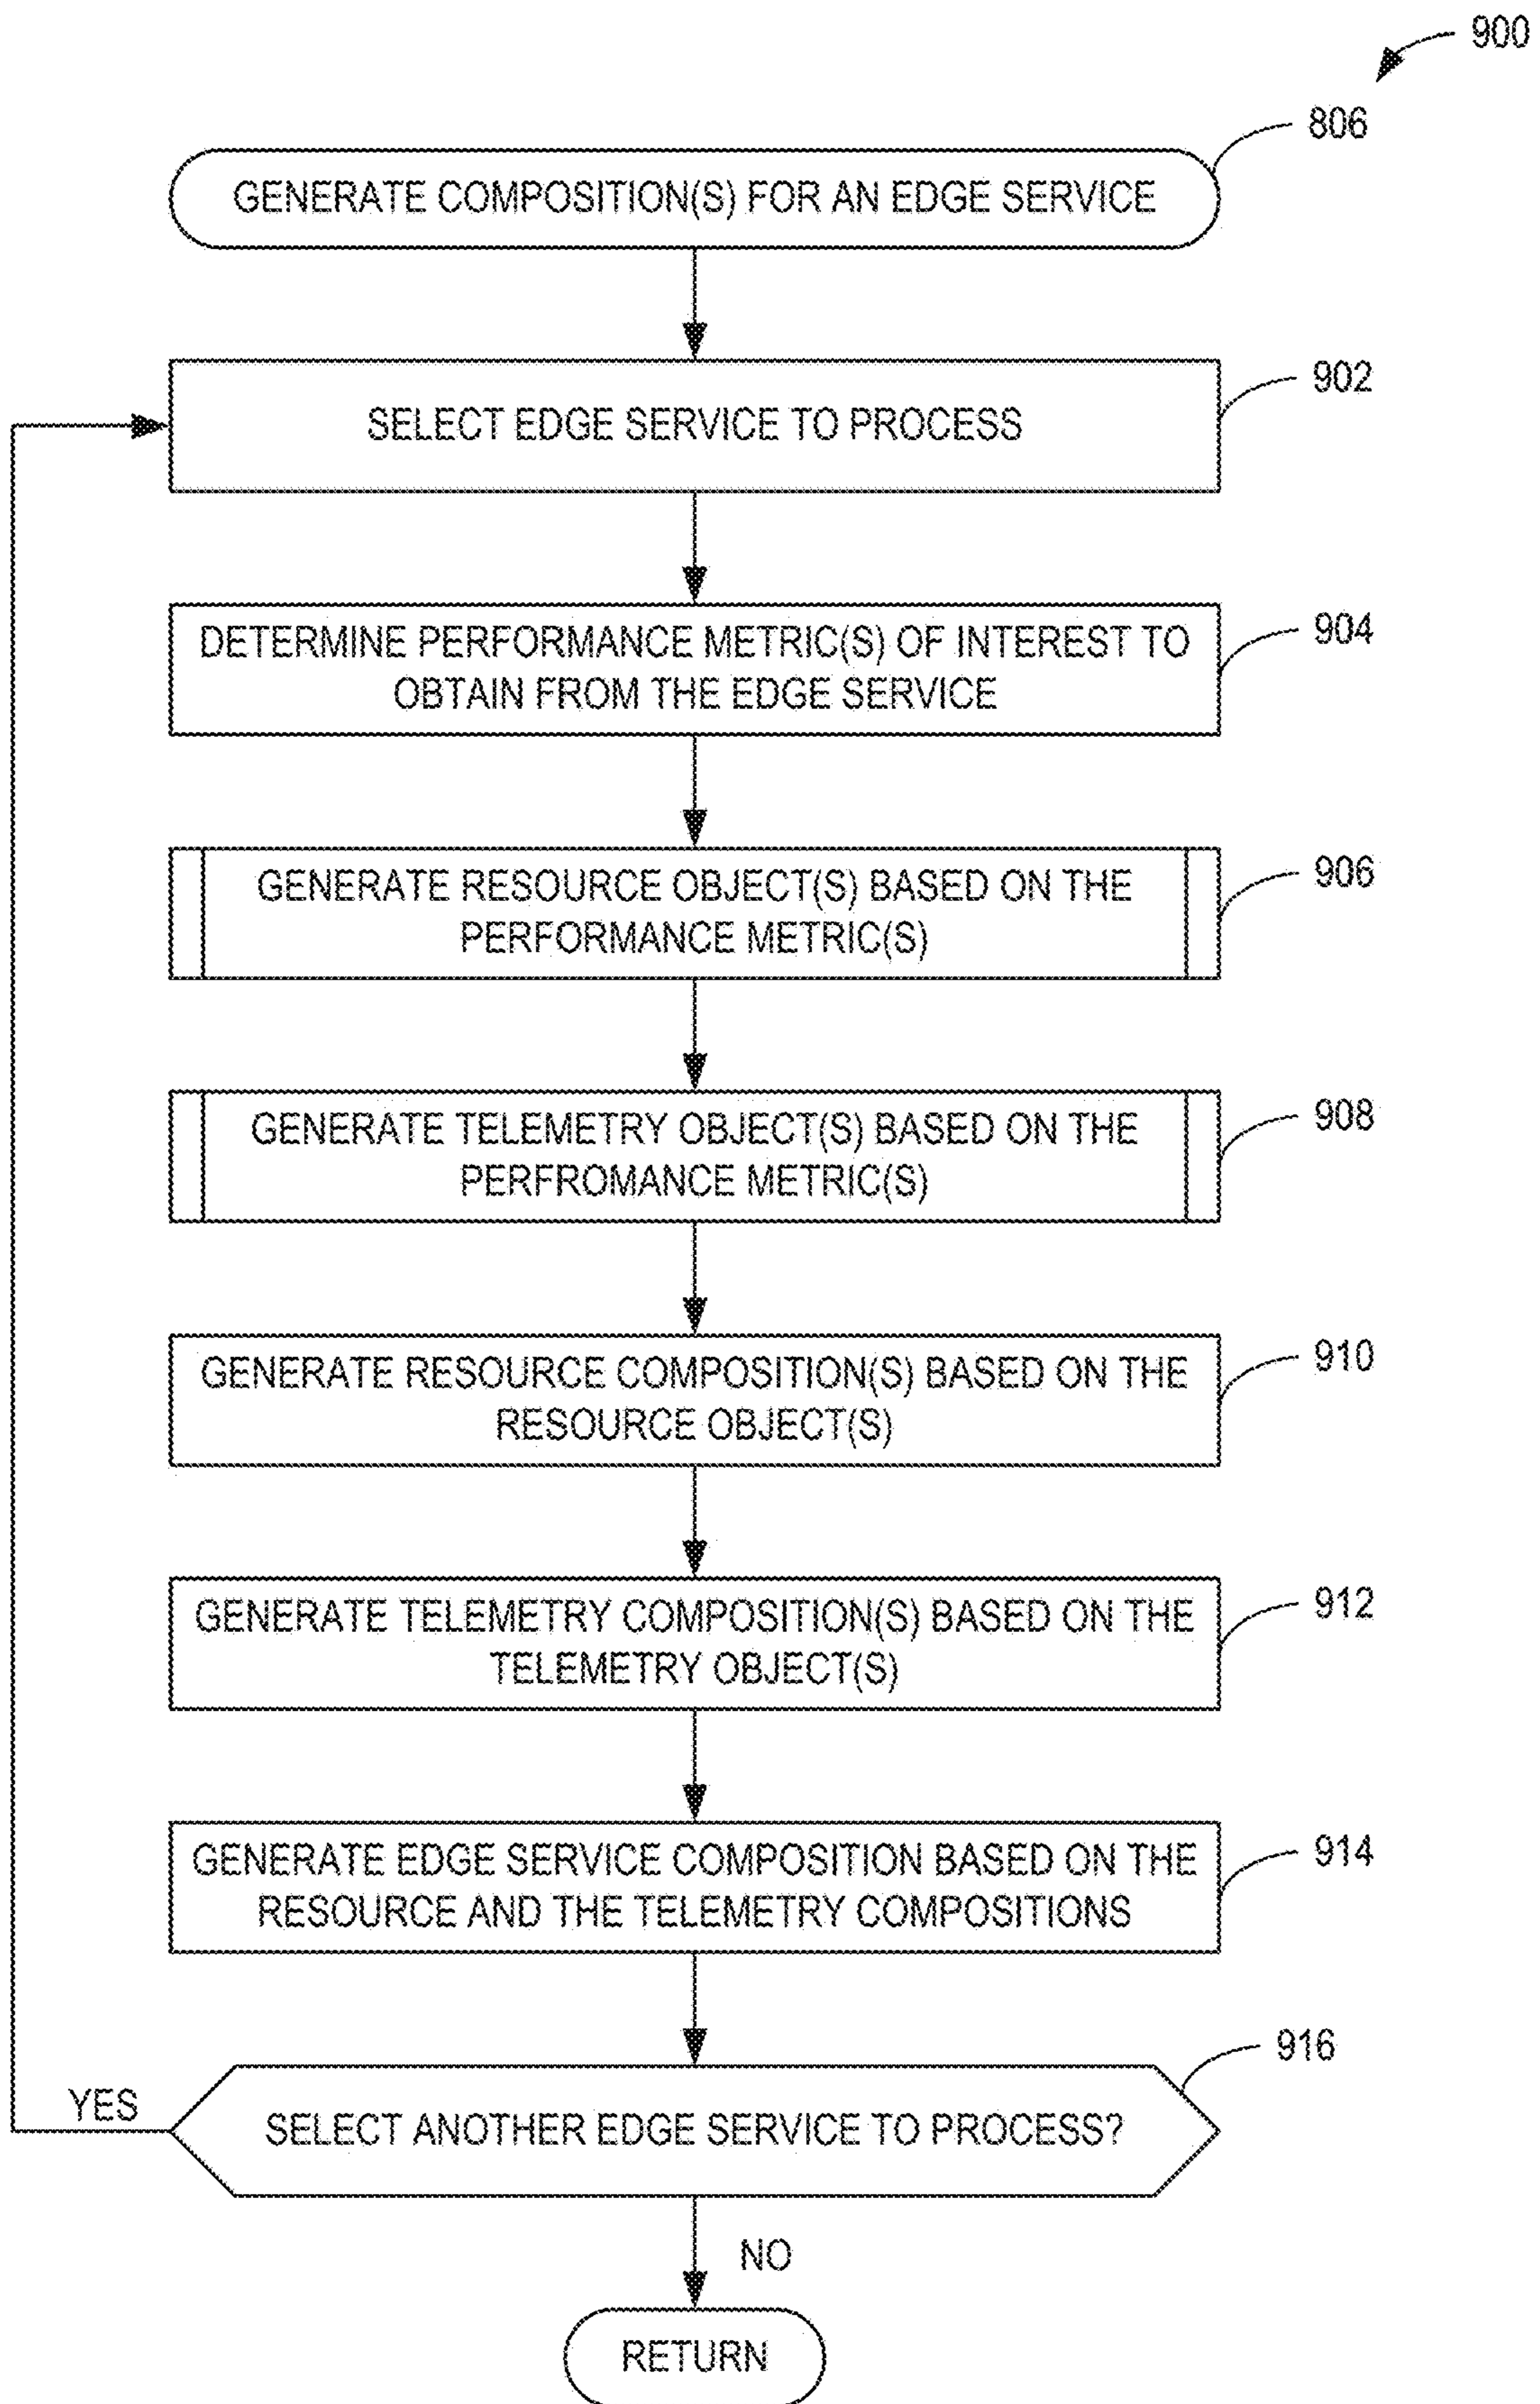 900
806
GENERATE COMPOSITION(S) FOR AN EDGE SERVICE
902
SELECT EDGE SERVICE TO PROCESS
904
DETERMINE PERFORMANCE METRIC(S) OF INTEREST TO
OBTAIN FROM THE EDGE SERVICE
906
GENERATE RESOURCE OBJECT(S) BASED ON THE
PERFORMANCE METRIC(S)
908
GENERATE TELEMETRY OBJECT(S) BASED ON THE
PERFROMANCE METRIC(S)
910
GENERATE RESOURCE COMPOSITION(S) BASED ON THE
RESOURCE OBJECT(S)
912
GENERATE TELEMETRY COMPOSITION(S) BASED ON THE
TELEMETRY OBJECT(S)
914
GENERATE EDGE SERVICE COMPOSITION BASED ON THE
RESOURCE AND THE TELEMETRY COMPOSITIONS
916
YES
SELECT ANOTHER EDGE SERVICE TO PROCESS?
NO
RETURN